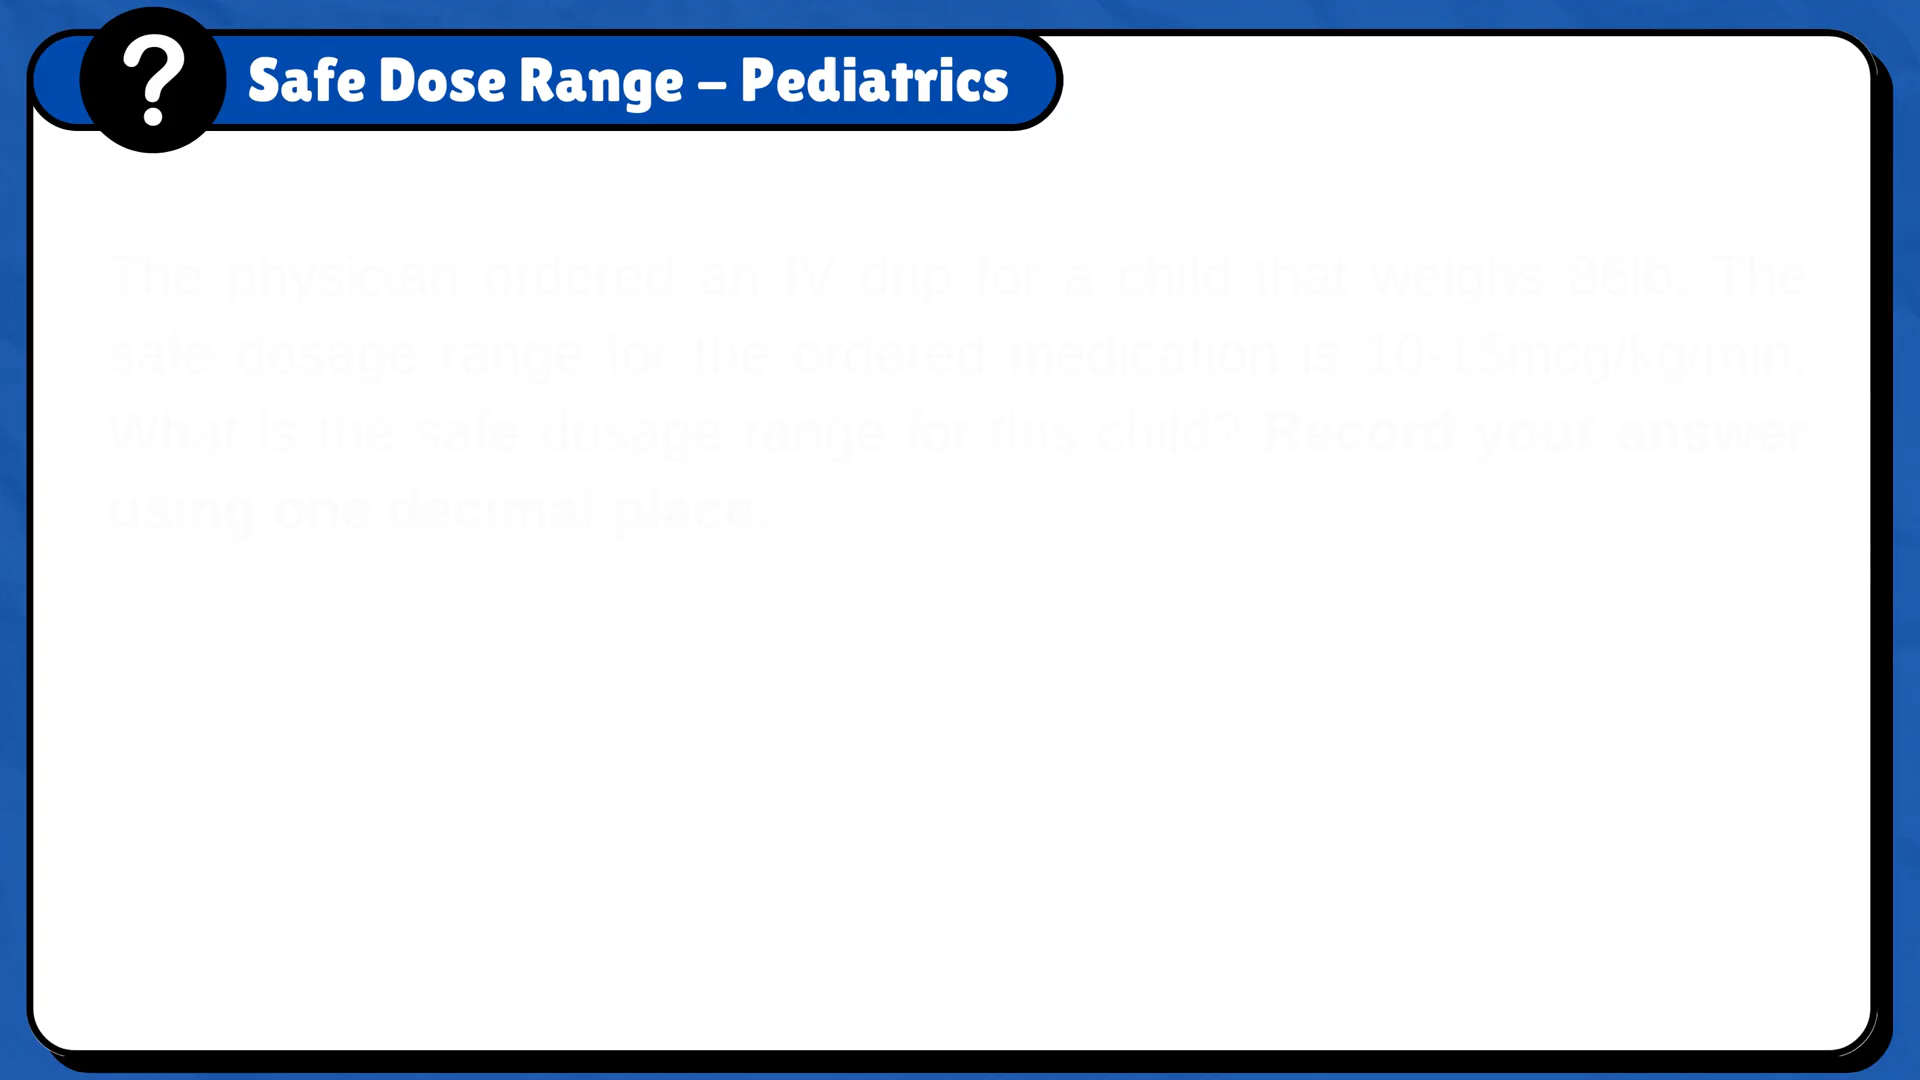 ?
Safe Dose Range – Pediatrics
The physician ordered an IV drip for a child that weighs 86lb. The
safe dosage range for the ordered medication is 10-15mcg/kg/min.
What is the safe dosage range for this child? Record your answer
using one decimal place.